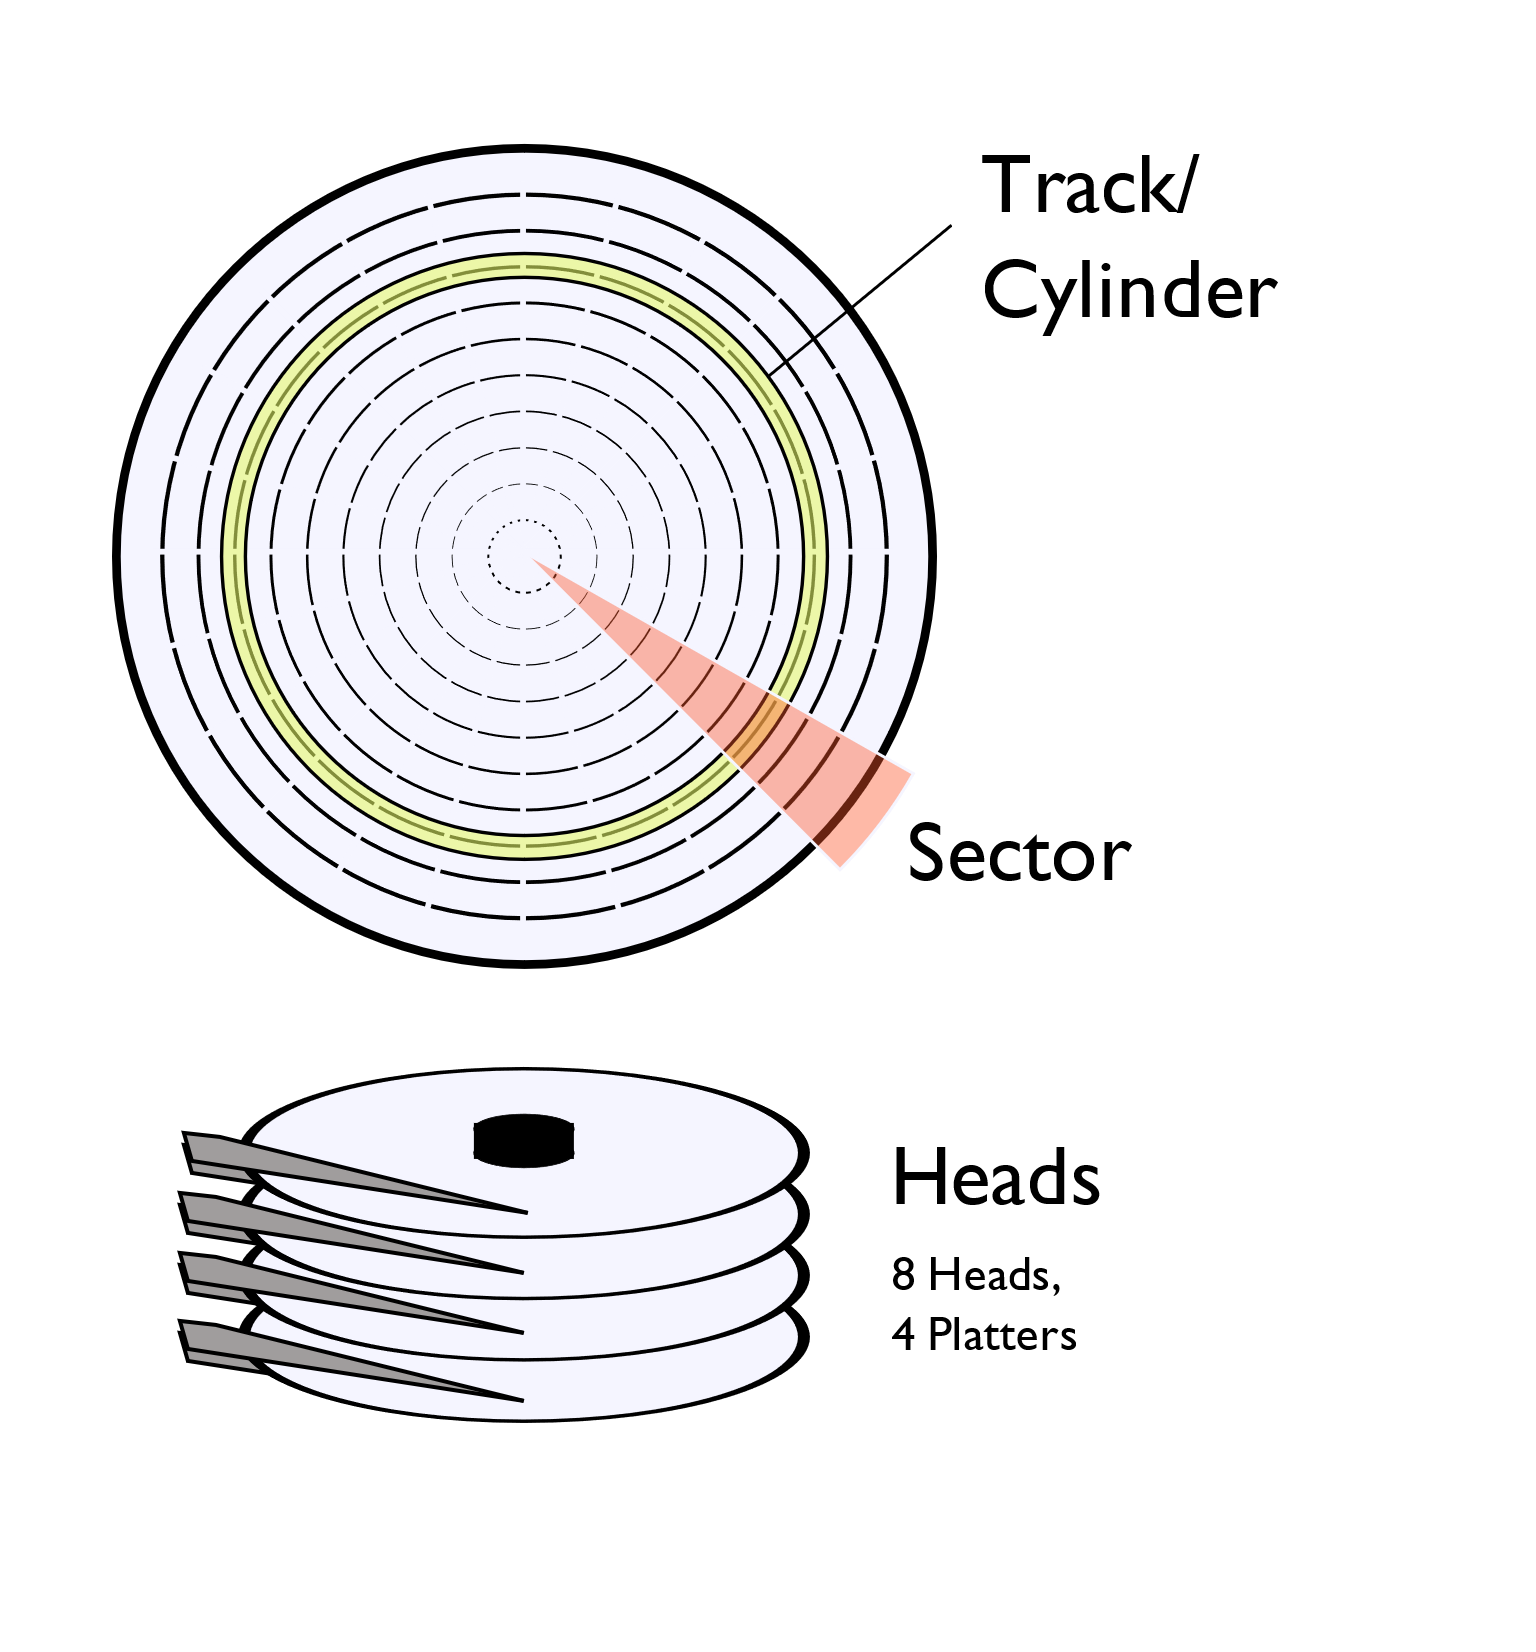 Track/
Cylinder
Sector
Heads
8 Heads,
4 Platters